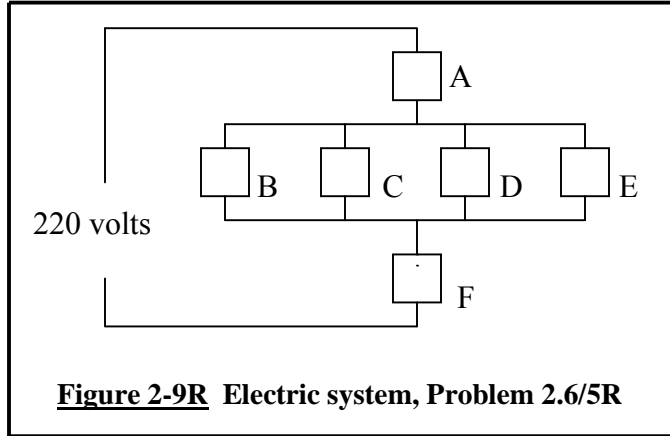 A
B C D E
220 volts
F
Figure 2-9R Electric system, Problem 2.6/5R